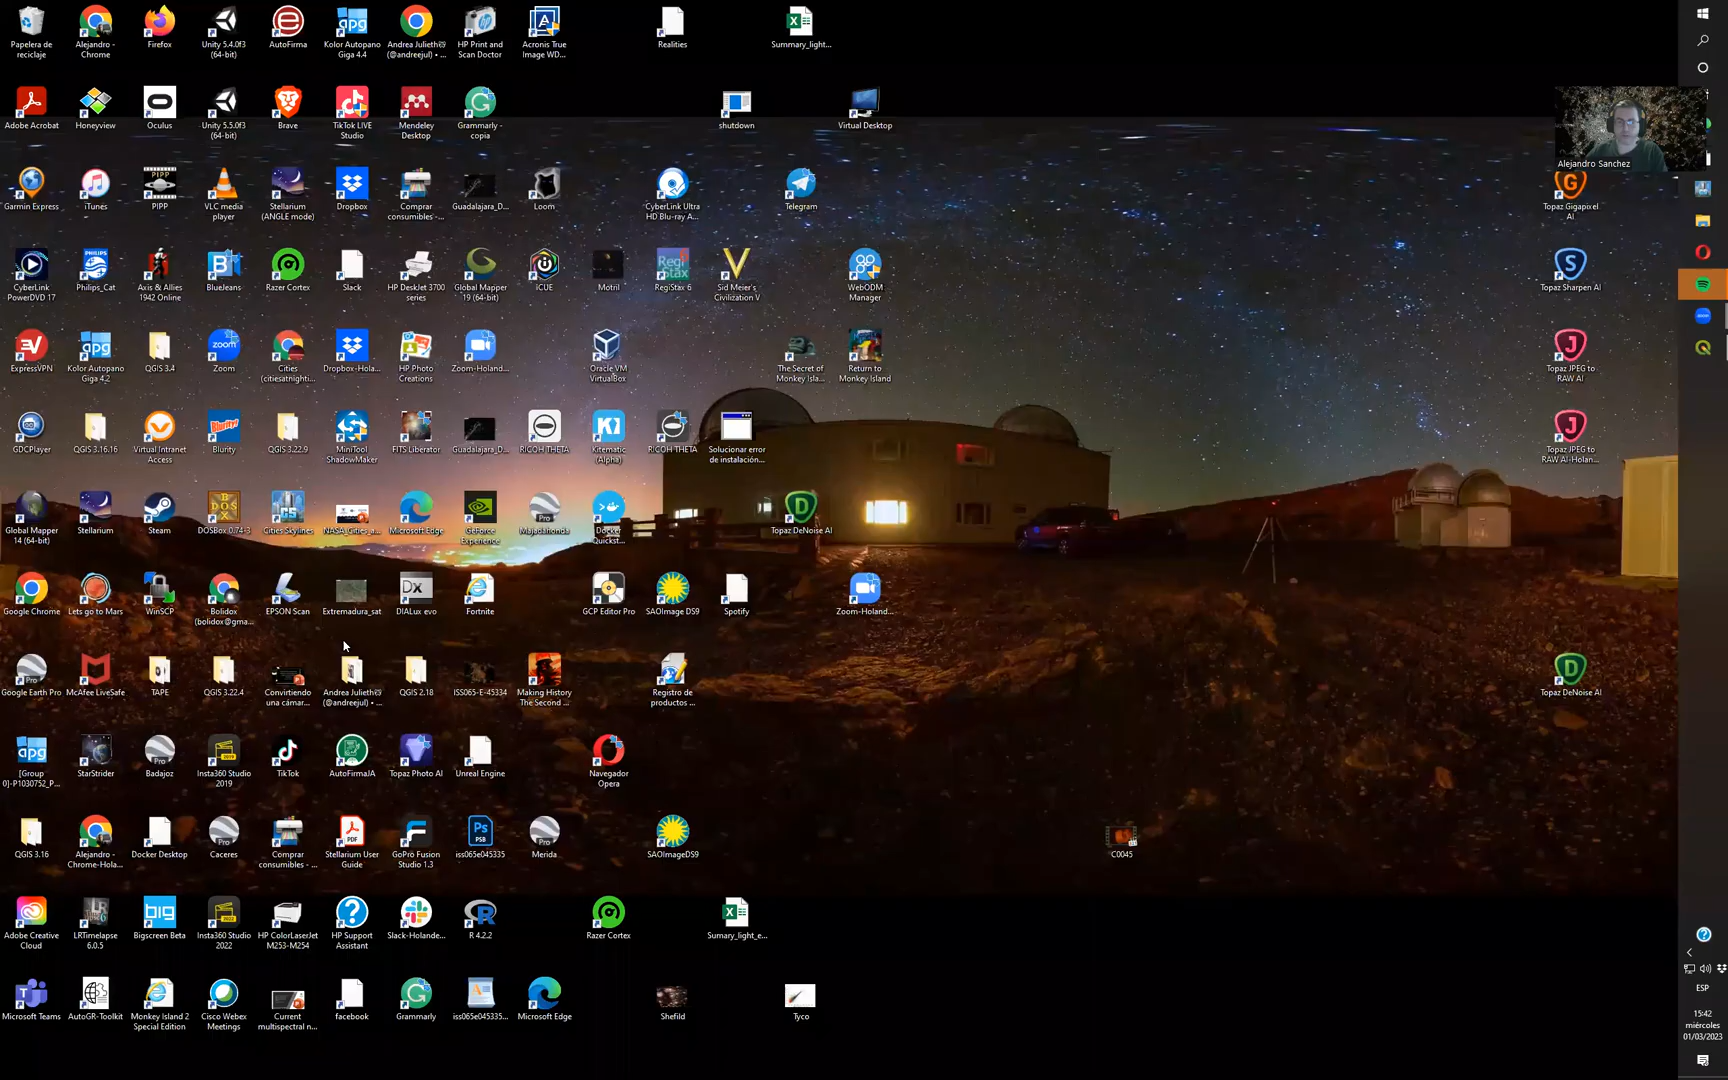 Papelera de
reciclaje
Alejandro -
Chrome
Firefox
Unity 5.4.0f3
(64-bit)
AutoFirma
Kolor Autopano
Giga 4.4
Andrea Julieth
(@andreejul) • ...
HP Print and
Scan Doctor
Acronis True
Image WD...
Realities
Summary_light...
Adobe Acrobat
Honeyview
Oculus
Unity 5.5.0f3
(64-bit)
Brave
TikTok LIVE
Studio
Mendeley
Desktop
Grammarly -
copia
shutdown
Virtual Desktop
Alejandro Sanchez
Garmin Express
iTunes
PIPP
VLC media
player
Stellarium
(ANGLE mode)
Dropbox
Comprar
consumibles -...
Guadalajara_D...
Loom
CyberLink Ultra
HD Blu-ray A...
Telegram
Topaz Gigapixel
AI
CyberLink
PowerDVD 17
Philips_Cat
Axis & Allies
1942 Online
BlueJeans
Razer Cortex
Slack
HP DeskJet 3700
series
Global Mapper
19 (64-bit)
iCUE
Motril
RegiStax 6
Sid Meier's
Civilization V
WebODM
Manager
Topaz Sharpen AI
ExpressVPN
Kolor Autopano
Giga 4.2
QGIS 3.4
Zoom
Cities
(citiesatnighti...
Dropbox-Hola...
HP Photo
Creations
Zoom-Holand...
Oracle VM
VirtualBox
The Secret of
Monkey Isla...
Return to
Monkey Island
Topaz JPEG to
RAW AI
GDCPlayer
QGIS 3.16.16
Virtual Intranet
Access
Blurity
QGIS 3.22.9
MiniTool
ShadowMaker
FITS Liberator
Guadalajara_D...
RICOH THETA
Kitematic
(Alpha)
RICOH THETA
Solucionar error
de instalación...
Topaz JPEG to
RAW AI-Holan...
Global Mapper
14 (64-bit)
Stellarium
Steam
DOSBox 0.74-3
Cities Skylines
NASA_Cities_a...
Microsoft Edge
GeForce
Experience
Majadahonda
Docker
Quickst...
Topaz DeNoise AI
Google Chrome
Lets go to Mars
WinSCP
Bolidox
(bolidox@gma...
EPSON Scan
Extremadura_sat
DIALux evo
Fortnite
GCP Editor Pro
SAOImage DS9
Spotify
Zoom-Holand...
Google Earth Pro
McAfee LiveSafe
TAPE
QGIS 3.22.4
Convirtiendo
una cámar...
Andrea Julieth
(@andreejul) • ...
QGIS 2.18
ISS065-E-45334
Making History
The Second ...
Registro de
productos ...
Topaz DeNoise AI
[Group
0]-P1030752_P...
StarStrider
Badajoz
Insta360 Studio
2019
TikTok
AutoFirmaJA
Topaz Photo AI
Unreal Engine
Navegador
Opera
QGIS 3.16
Alejandro -
Chrome-Hola...
Docker Desktop
Caceres
Comprar
consumibles - ...
Stellarium User
Guide
GoPro Fusion
Studio 1.3
iss065e045335
Merida
SAOImageDS9
C0045
Adobe Creative
Cloud
LRTimelapse
6.0.5
Bigscreen Beta
Insta360 Studio
2022
HP ColorLaserJet
M253-M254
HP Support
Assistant
Slack-Holande...
R 4.2.2
Razer Cortex
Sumary_light_e...
Microsoft Teams
AutoGR-Toolkit
Monkey Island 2
Special Edition
Cisco Webex
Meetings
Current
multispectral n...
facebook
Grammarly
iss065e045335...
Microsoft Edge
Shefild
Tyco
ESP
15:42
miércoles
01/03/2023